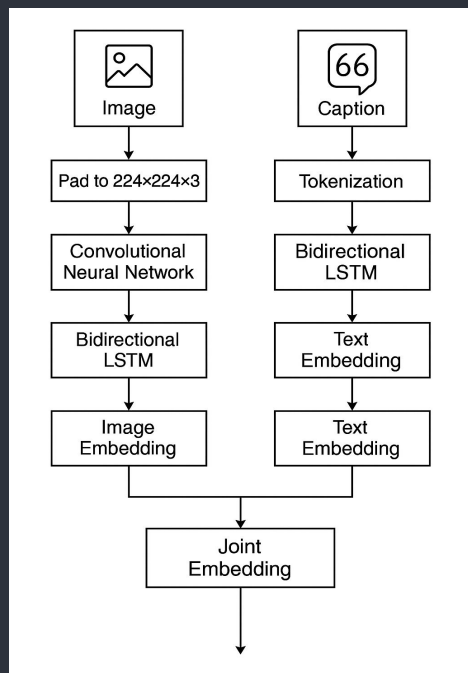 66
Image
Caption
Pad to 224×224×3
Tokenization
Convolutional
Neural Network
Bidirectional
LSTM
Bidirectional
LSTM
Text
Embedding
Image
Embedding
Text
Embedding
Joint
Embedding